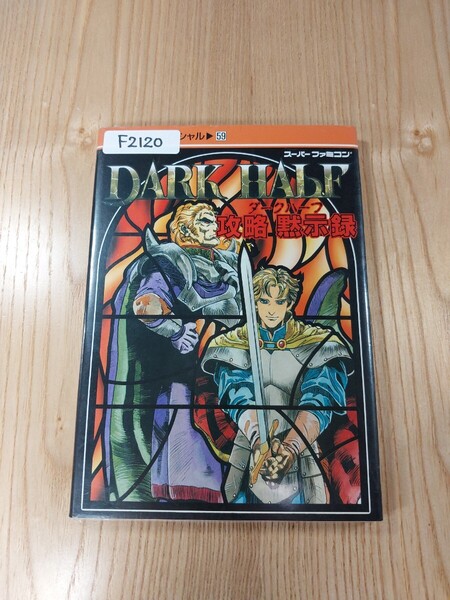 F2120
シャル▶59
スーパーファミコン
DARK HALF
ダークハーフ
攻略 黙示録